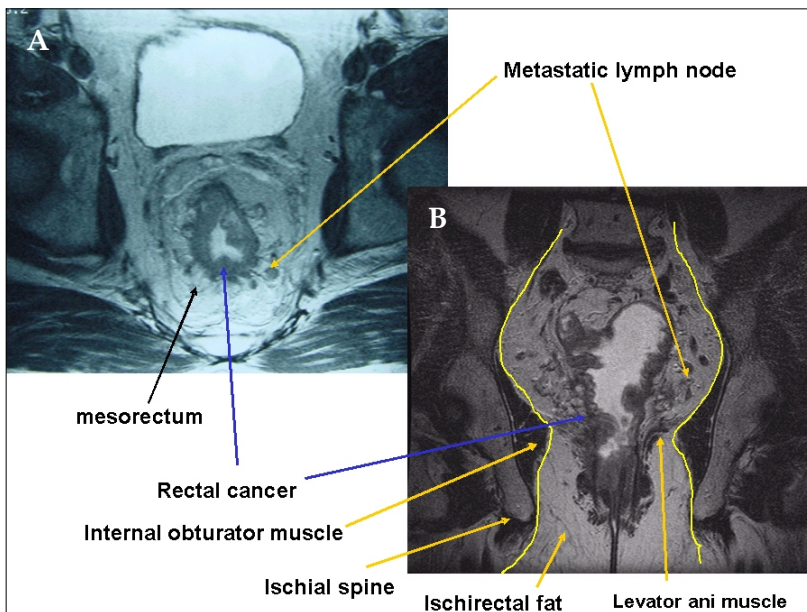 A
Metastatic lymph node
B
mesorectum
Rectal cancer
Internal obturator muscle
Ischial spine
Ischirectal fat
Levator ani muscle